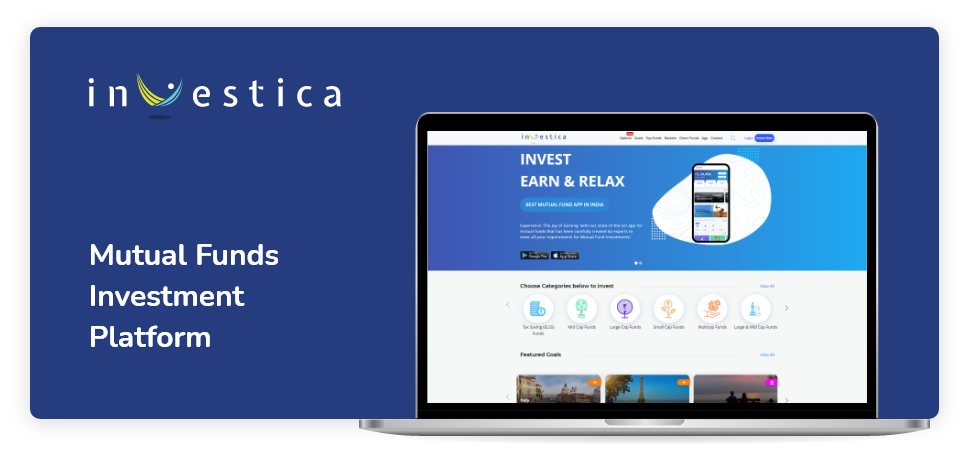 investica
Mutual Funds
Investment
Platform
investica
Explore Goals Top Funds Baskets Client Funds App Contact Login Invest Now
INVEST
EARN & RELAX
BEST MUTUAL FUND APP IN INDIA
Experience 'The Joy of Earning' with our state-of-the-art app for
mutual funds that has been carefully created by experts to
meet all your requirements for Mutual Fund Investments!
Google Play App Store
Choose Categories below to Invest View All
Tax Saving (ELSS) Mid Cap Funds Large Cap Funds Small Cap Funds Multicap Funds Large & Mid Cap Funds
Funds
Featured Goals View All
Italy